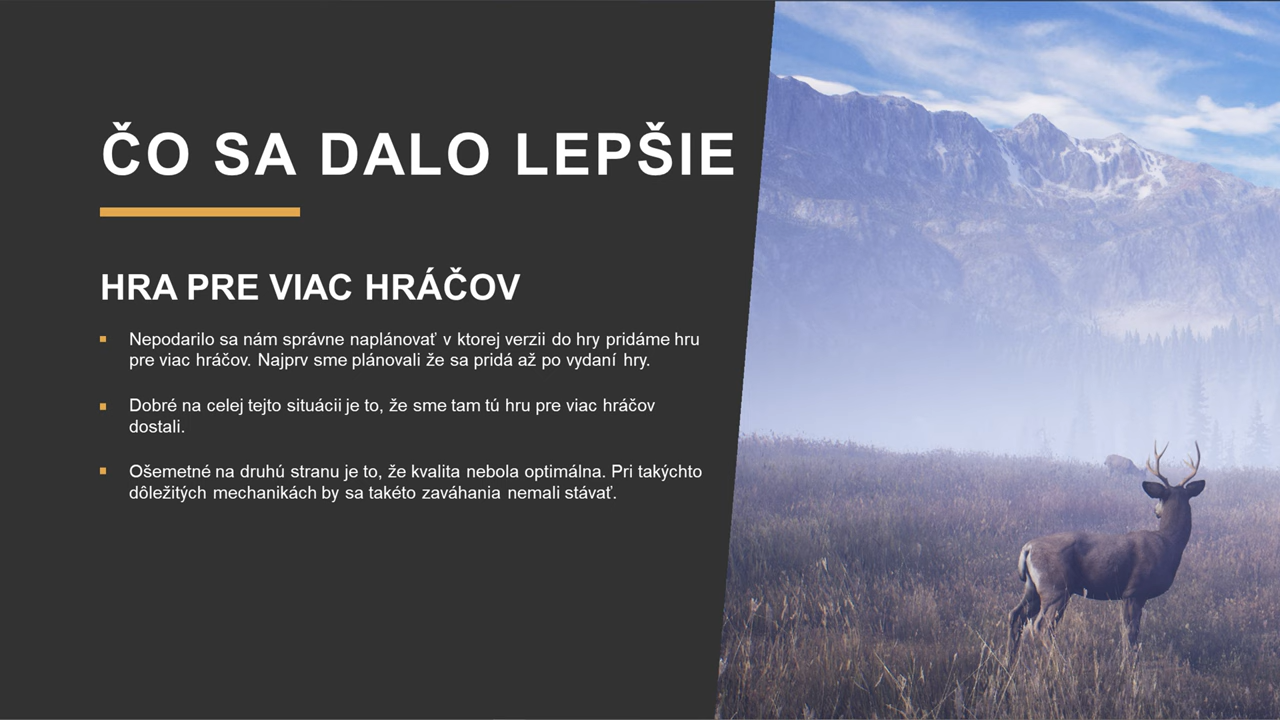 ČO SA DALO LEPŠIE
HRA PRE VIAC HRÁČOV
Nepodarilo sa nám správne naplánovať v ktorej verzii do hry pridáme hru
pre viac hráčov. Najprv sme plánovali že sa pridá až po vydaní hry.
Dobré na celej tejto situácii je to, že sme tam tú hru pre viac hráčov
dostali.
Ošemetné na druhú stranu je to, že kvalita nebola optimálna. Pri takýchto
dôležitých mechanikách by sa takéto zaváhania nemali stávať.